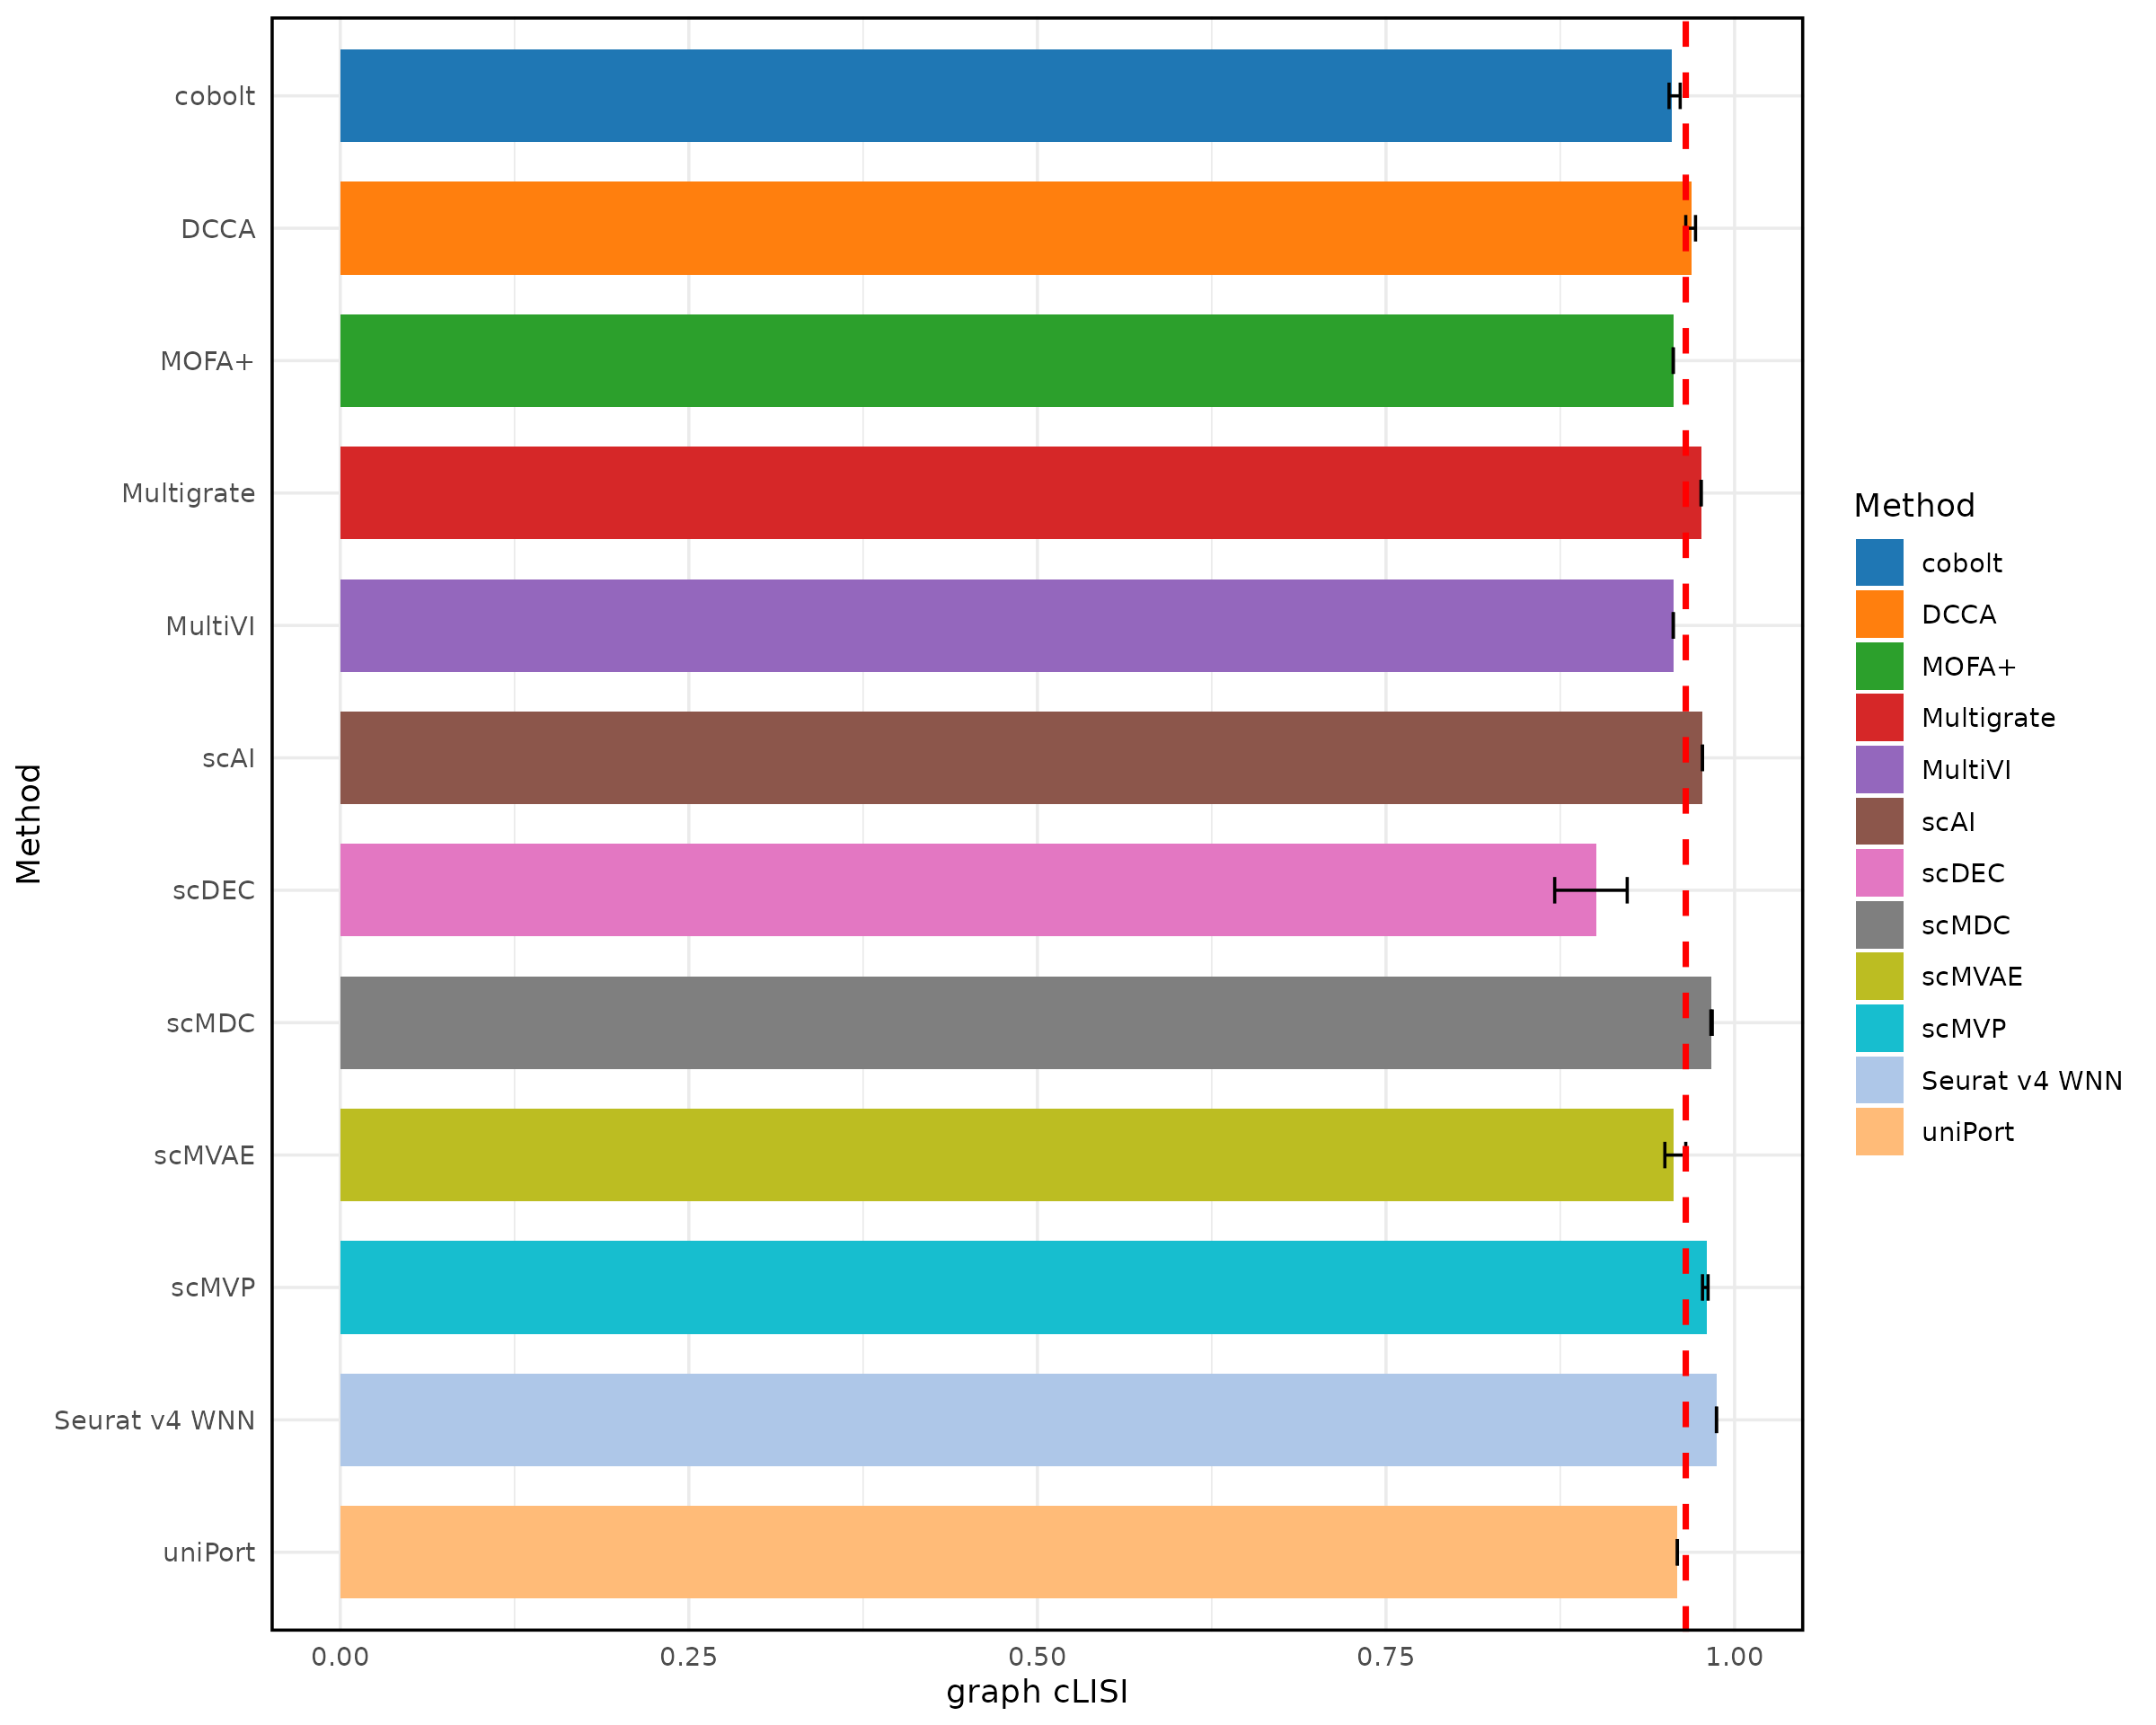 Method
cobolt
DCCA
MOFA+
Multigrate
MultiVI
scAI
scDEC
scMDC
scMVAE
scMVP
Seurat v4 WNN
uniPort
0.00 0.25 0.50 0.75 1.00
graph cLISI
Method
cobolt
DCCA
MOFA+
Multigrate
MultiVI
scAI
scDEC
scMDC
scMVAE
scMVP
Seurat v4 WNN
uniPort